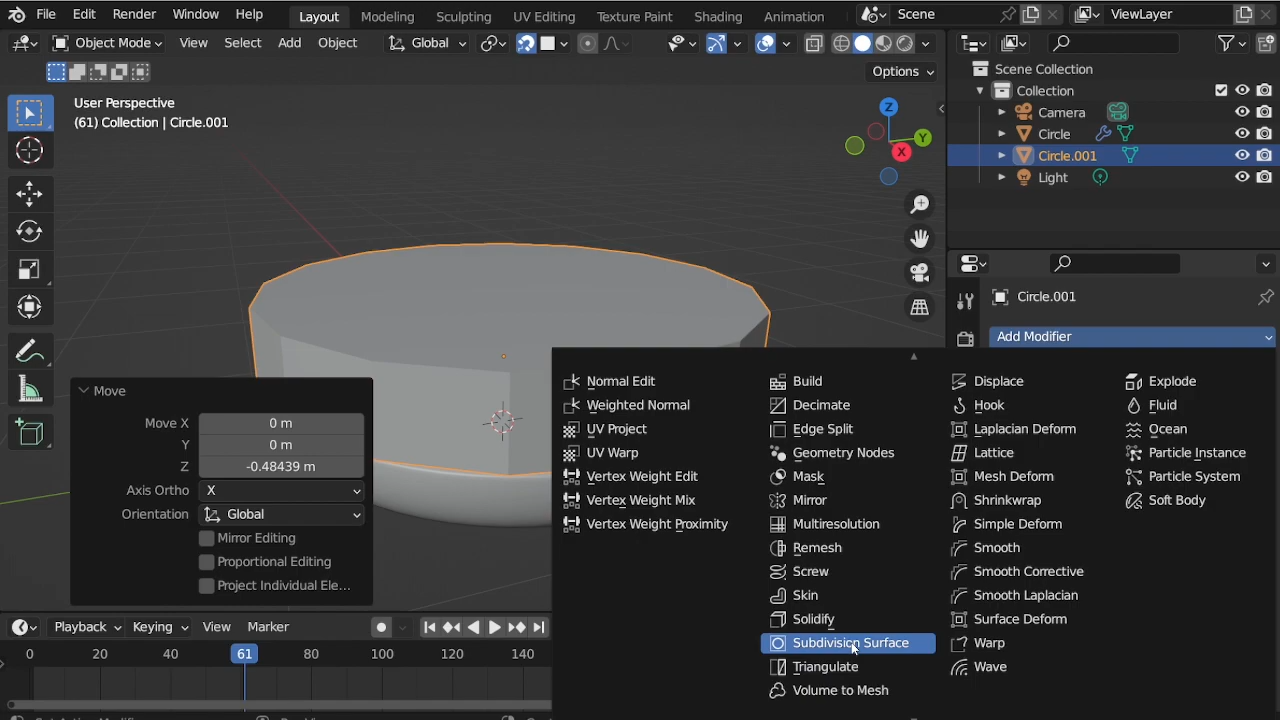 File Edit Render Window Help Layout Modeling Sculpting UV Editing Texture Paint Shading Animation Scene ViewLayer
Object Mode View Select Add Object Global
Options
User Perspective
(61) Collection | Circle.001
Z
Y
X
Scene Collection
Collection
Camera
Circle
Circle.001
Light
Circle.001
Add Modifier
Move
Move X 0 m
Y 0 m
Z -0.48439 m
Axis Ortho X
Orientation Global
Mirror Editing
Proportional Editing
Project Individual Ele...
Normal Edit
Weighted Normal
UV Project
UV Warp
Vertex Weight Edit
Vertex Weight Mix
Vertex Weight Proximity
Build
Decimate
Edge Split
Geometry Nodes
Mask
Mirror
Multiresolution
Remesh
Screw
Skin
Solidify
Subdivision Surface
Triangulate
Volume to Mesh
Displace
Hook
Laplacian Deform
Lattice
Mesh Deform
Shrinkwrap
Simple Deform
Smooth
Smooth Corrective
Smooth Laplacian
Surface Deform
Warp
Wave
Explode
Fluid
Ocean
Particle Instance
Particle System
Soft Body
Playback Keying View Marker
0 20 40 61 80 100 120 140